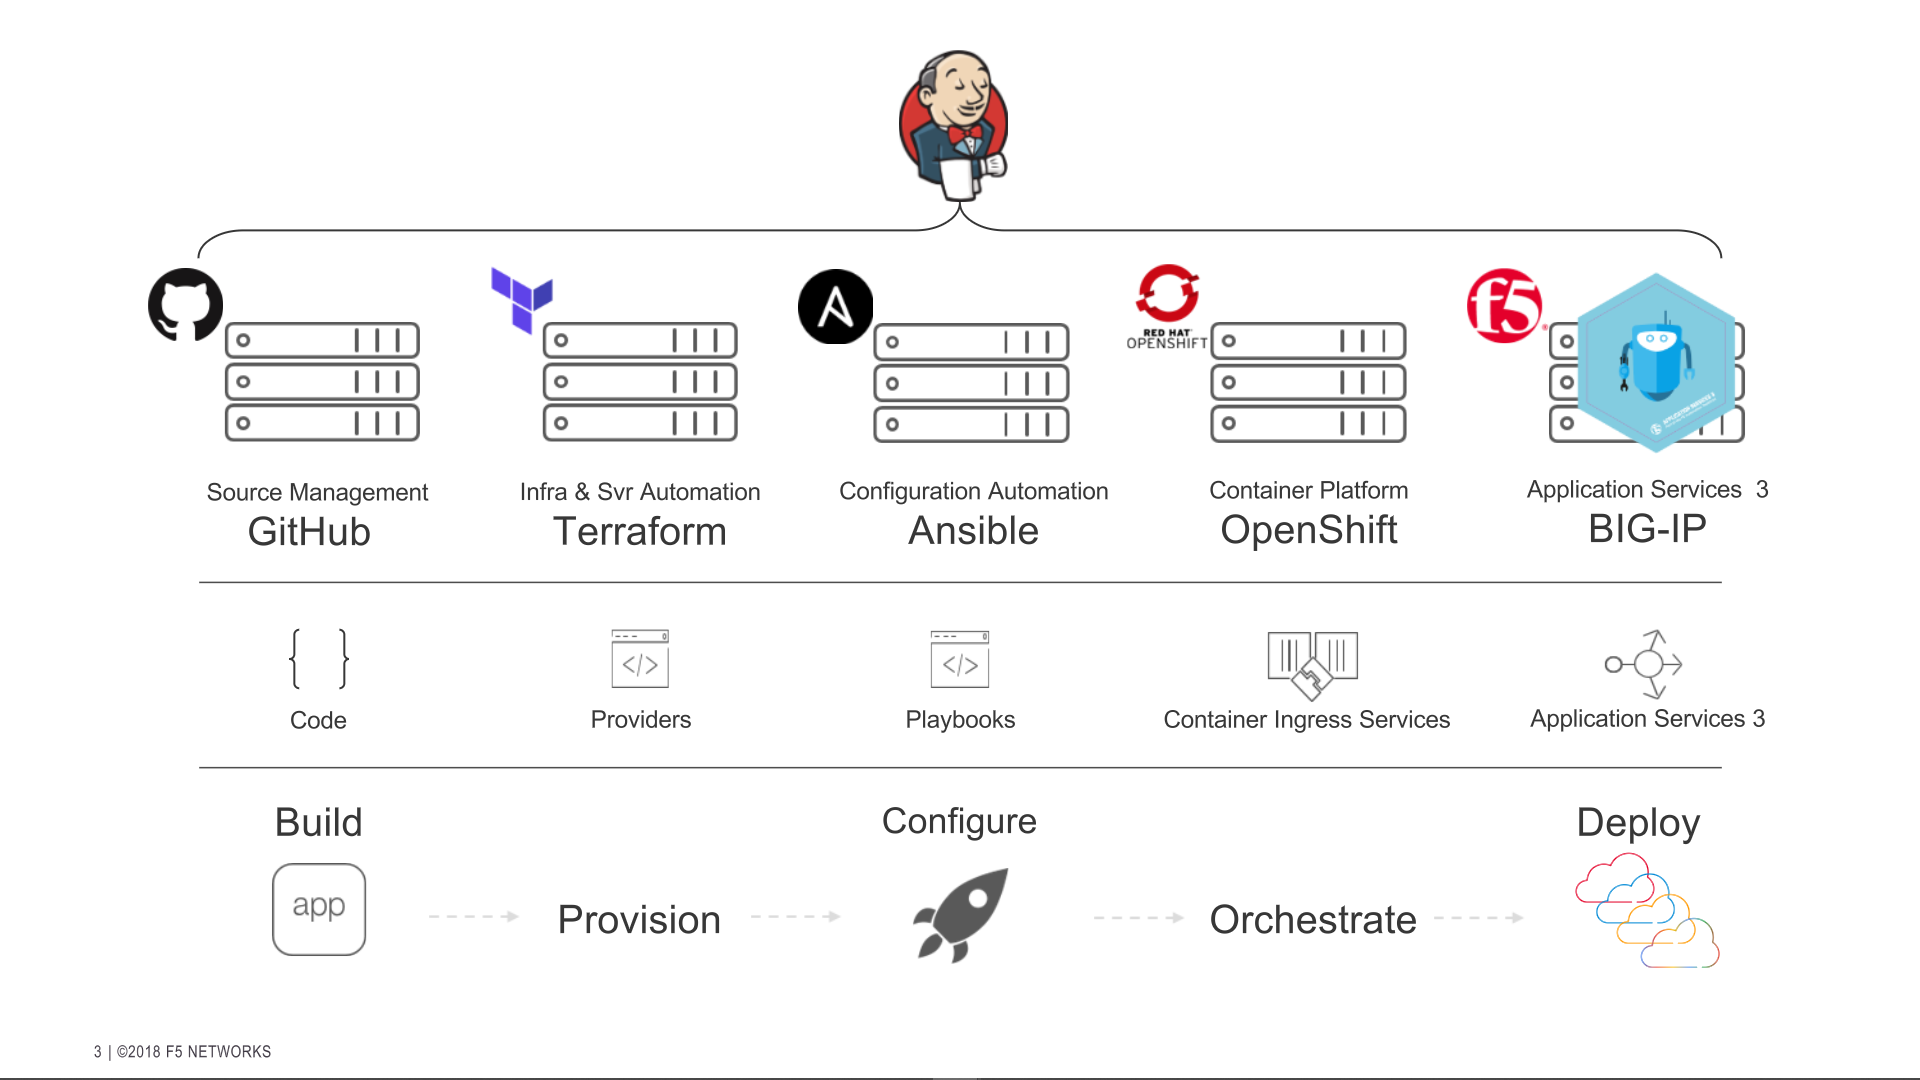 RED HAT
OPENSHIFT
f5
Source Management
GitHub
Infra & Svr Automation
Terraform
Configuration Automation
Ansible
Container Platform
OpenShift
Application Services  3
BIG-IP
Code
Providers
Playbooks
Container Ingress Services
Application Services 3
Build
Configure
Deploy
app
Provision
Orchestrate
3 | ©2018 F5 NETWORKS